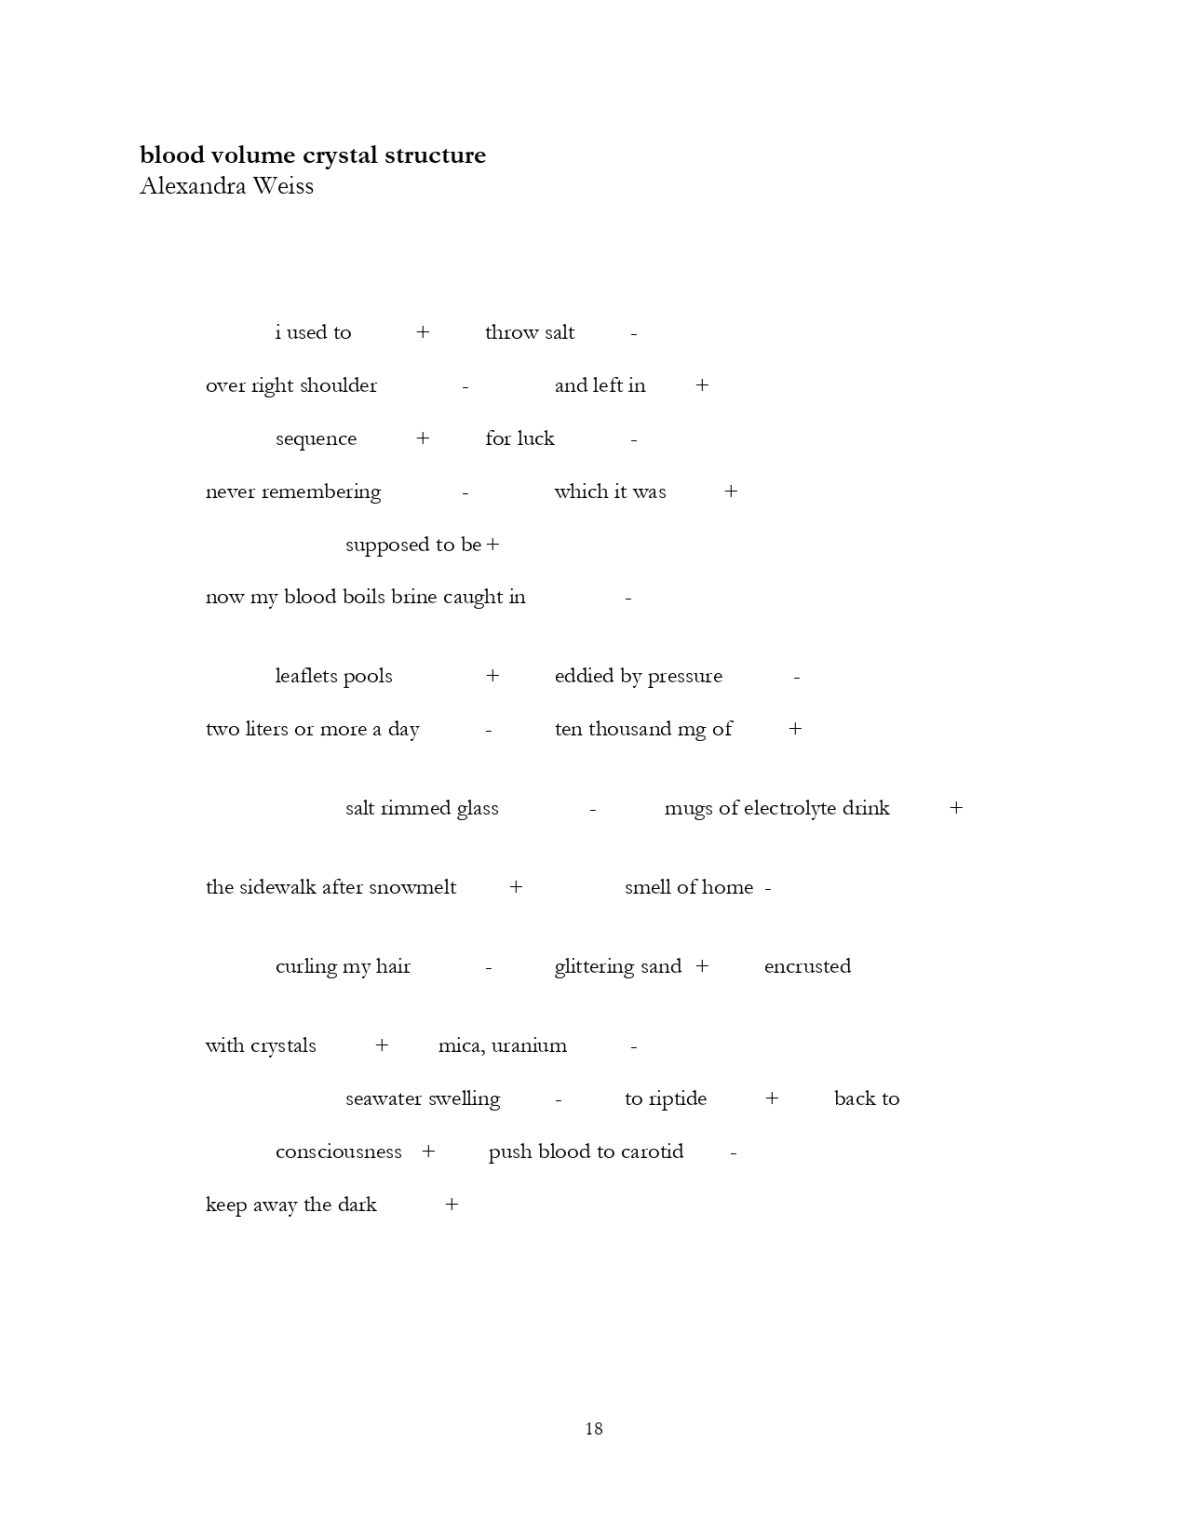 blood volume crystal structure
Alexandra Weiss
i used to + throw salt -
over right shoulder - and left in +
sequence + for luck -
never remembering - which it was +
supposed to be +
now my blood boils brine caught in -
leaflets pools + eddied by pressure -
two liters or more a day - ten thousand mg of +
salt rimmed glass - mugs of electrolyte drink +
the sidewalk after snowmelt + smell of home -
curling my hair - glittering sand + encrusted
with crystals + mica, uranium -
seawater swelling - to riptide + back to
consciousness + push blood to carotid -
keep away the dark +
18